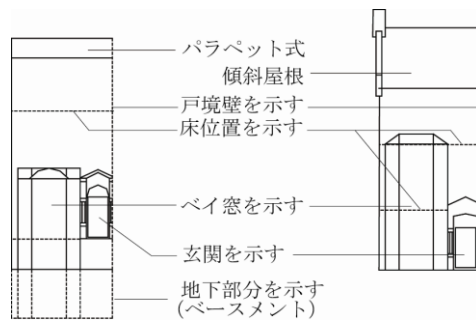 パラペット式
傾斜屋根
戸境壁を示す
床位置を示す
ベイ窓を示す
玄関を示す
地下部分を示す
(ベースメント)